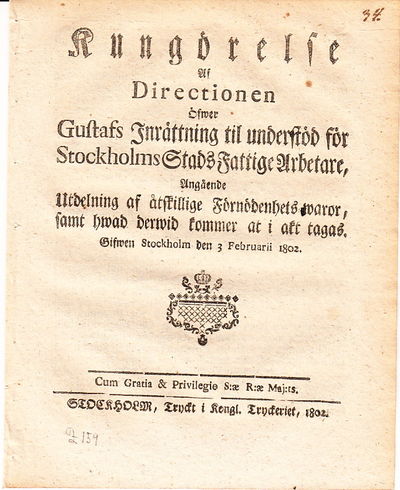 34.
Kungörelse
Af
Directionen
Öfwer
Gustafs Inrättning til understöd för
Stockholms Stads Fattige Arbetare,
Angående
Utdelning af åtskillige Förnödenhets waror,
samt hwad derwid kommer at i akt tagas.
Gifwen Stockholm den 3 Februarii 1802.
Cum Gratia & Privilegio S:æ R:æ Maj:ts.
STOCKHOLM, Tryckt i Kongl. Tryckeriet, 1802.
159